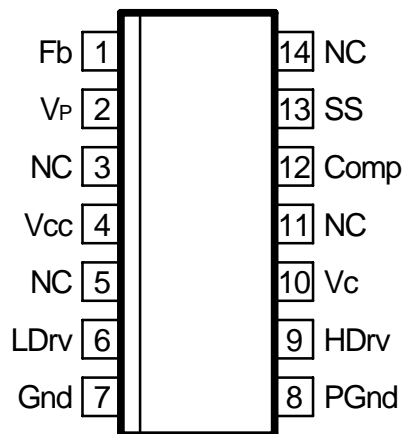 Fb 1 14 NC
VP 2 13 SS
NC 3 12 Comp
Vcc 4 11 NC
NC 5 10 Vc
LDrv 6 9 HDrv
Gnd 7 8 PGnd